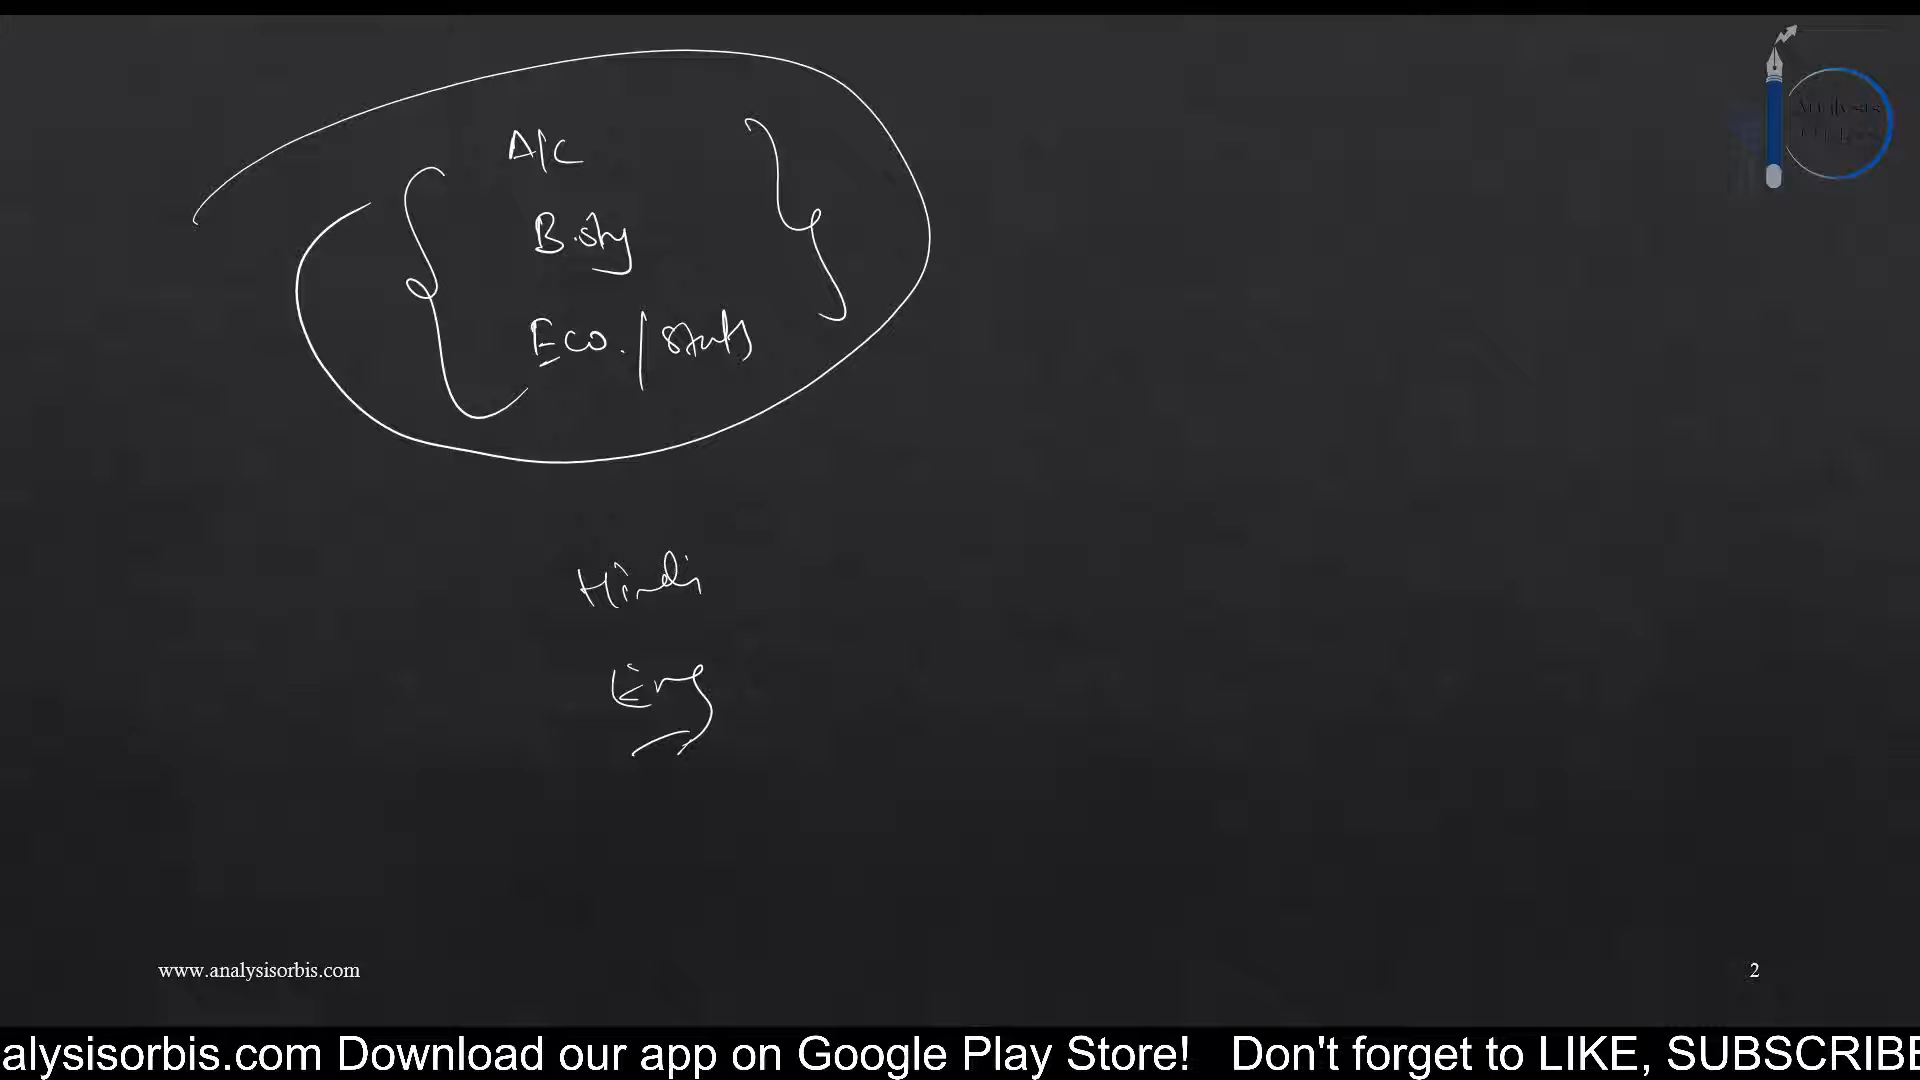 A/C
B.sty
Eco./stats
Hindi
Eng
www.analysisorbis.com
2
alysisorbis.com Download our app on Google Play Store! Don't forget to LIKE, SUBSCRIBE